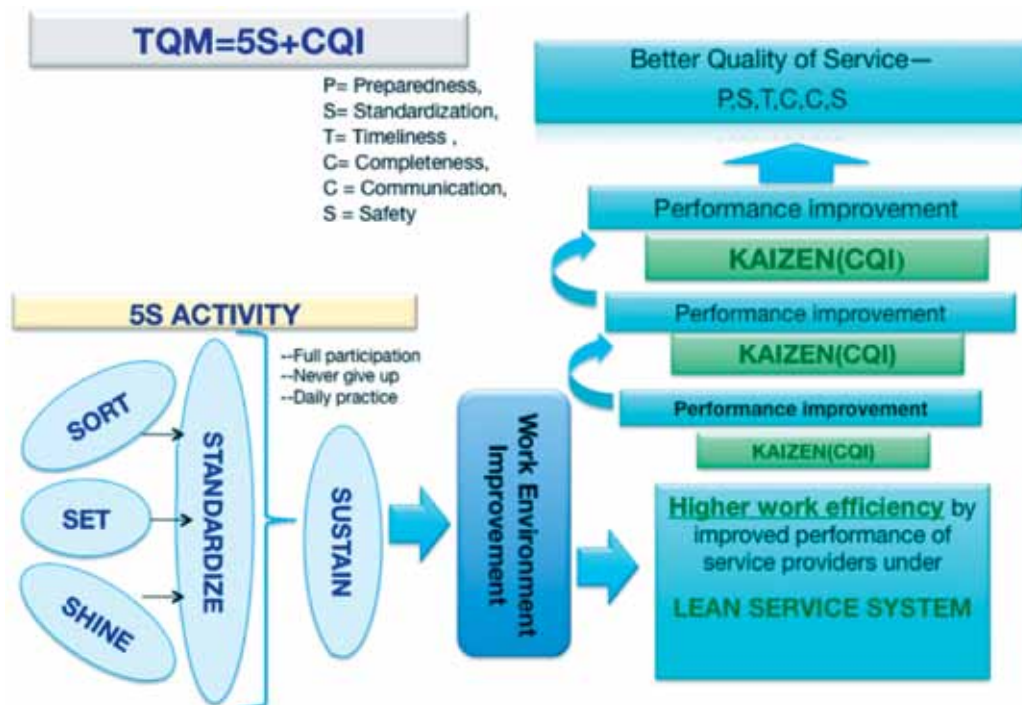 TQM=5S+CQI
P= Preparedness,
S= Standardization,
T= Timeliness ,
C= Completeness,
C = Communication,
S = Safety
Better Quality of Service—
P,S,T,C,C,S
Performance improvement
KAIZEN(CQI)
Performance improvement
KAIZEN(CQI)
Performance Improvement
KAIZEN(CQI)
5S ACTIVITY
--Full participation
--Never give up
--Daily practice
SORT
SET
SHINE
STANDARDIZE
SUSTAIN
Work Environment
Improvement
Higher work efficiency by
improved performance of
service providers under
LEAN SERVICE SYSTEM